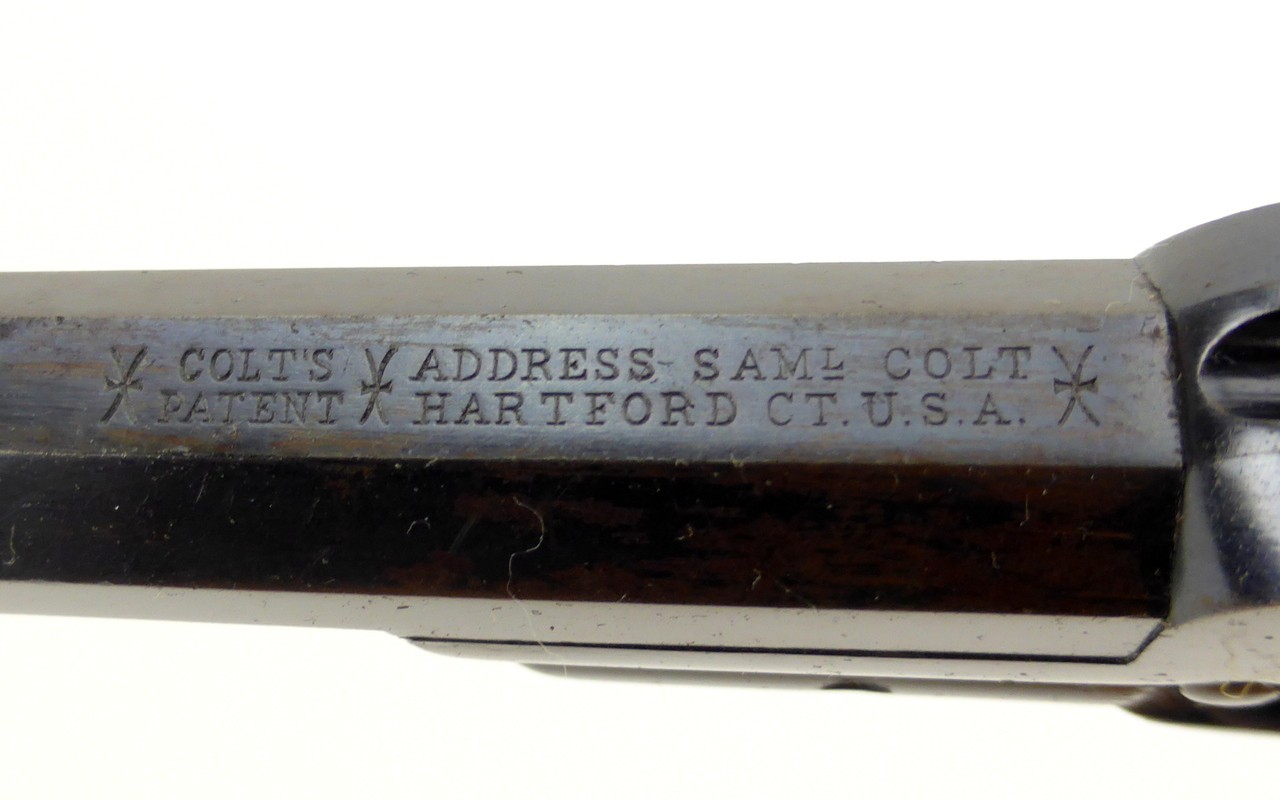 COLT'S ADDRESS SAML COLT
PATENT HARTFORD CT. U.S.A.